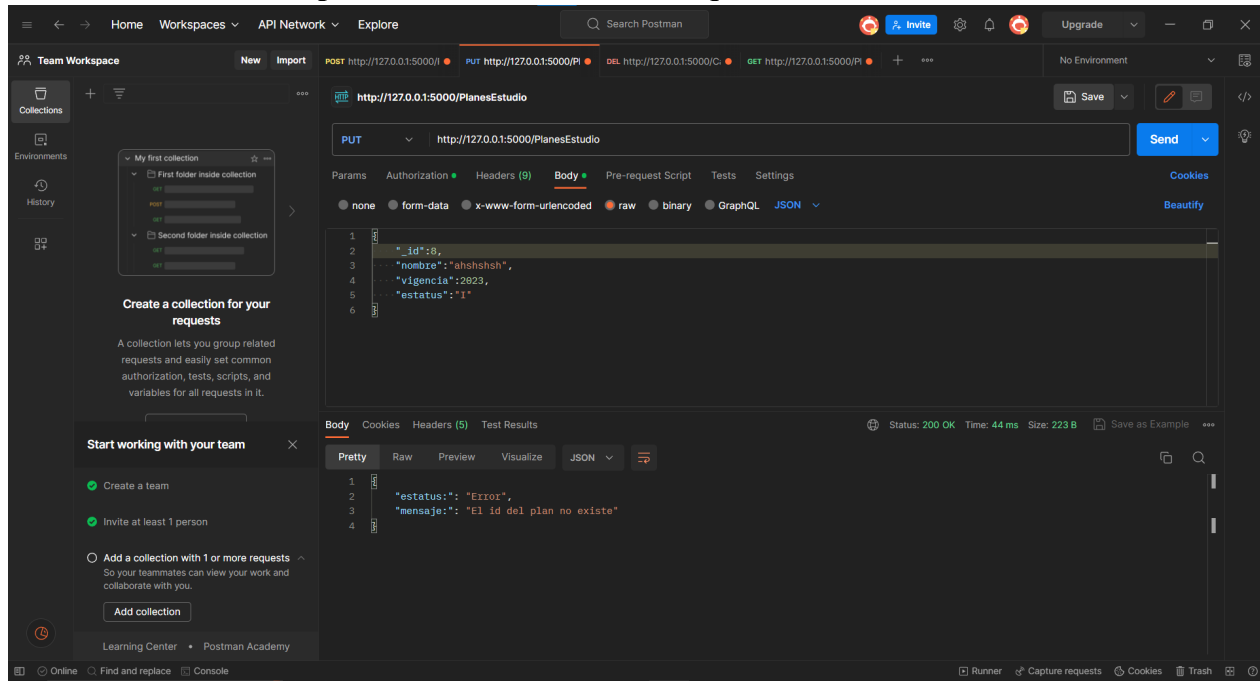 Home Workspaces API Network Explore Search Postman Invite Upgrade
Team Workspace New Import POST http://127.0.0.1:5000/ PUT http://127.0.0.1:5000/Pl DEL http://127.0.0.1:5000/C GET http://127.0.0.1:5000/Pl No Environment
Collections
Environments
History
My first collection
First folder inside collection
GET
POST
GET
Second folder inside collection
GET
GET
Create a collection for your
requests
A collection lets you group related
requests and easily set common
authorization, tests, scripts, and
variables for all requests in it.
HTTP http://127.0.0.1:5000/PlanesEstudio Save
PUT http://127.0.0.1:5000/PlanesEstudio Send
Params Authorization Headers (9) Body Pre-request Script Tests Settings Cookies
none form-data x-www-form-urlencoded raw binary GraphQL JSON Beautify
1 {
2 "_id":8,
3 "nombre":"ahshshsh",
4 "vigencia":2023,
5 "estatus":"I"
6 }
Start working with your team
Create a team
Invite at least 1 person
Add a collection with 1 or more requests
So your teammates can view your work and
collaborate with you.
Add collection
Learning Center • Postman Academy
Body Cookies Headers (5) Test Results Status: 200 OK Time: 44 ms Size: 223 B Save as Example
Pretty Raw Preview Visualize JSON
1 {
2 "estatus:": "Error",
3 "mensaje:": "El id del plan no existe"
4 }
Online Find and replace Console Runner Capture requests Cookies Trash